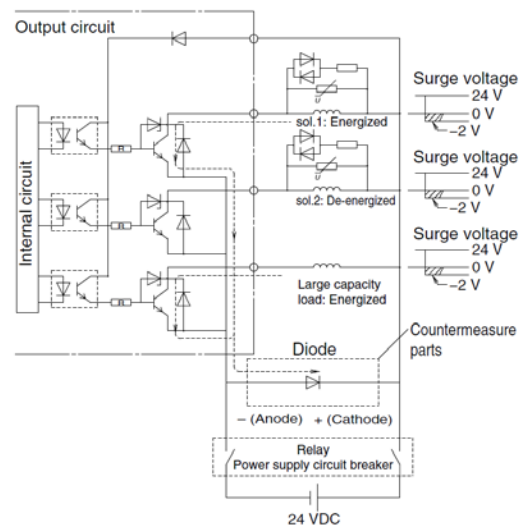 Output circuit
Internal circuit
sol.1: Energized
Surge voltage
24 V
0 V
−2 V
sol.2: De-energized
Surge voltage
24 V
0 V
−2 V
Large capacity
load: Energized
Surge voltage
24 V
0 V
−2 V
Countermeasure
parts
Diode
− (Anode) + (Cathode)
Relay
Power supply circuit breaker
24 VDC